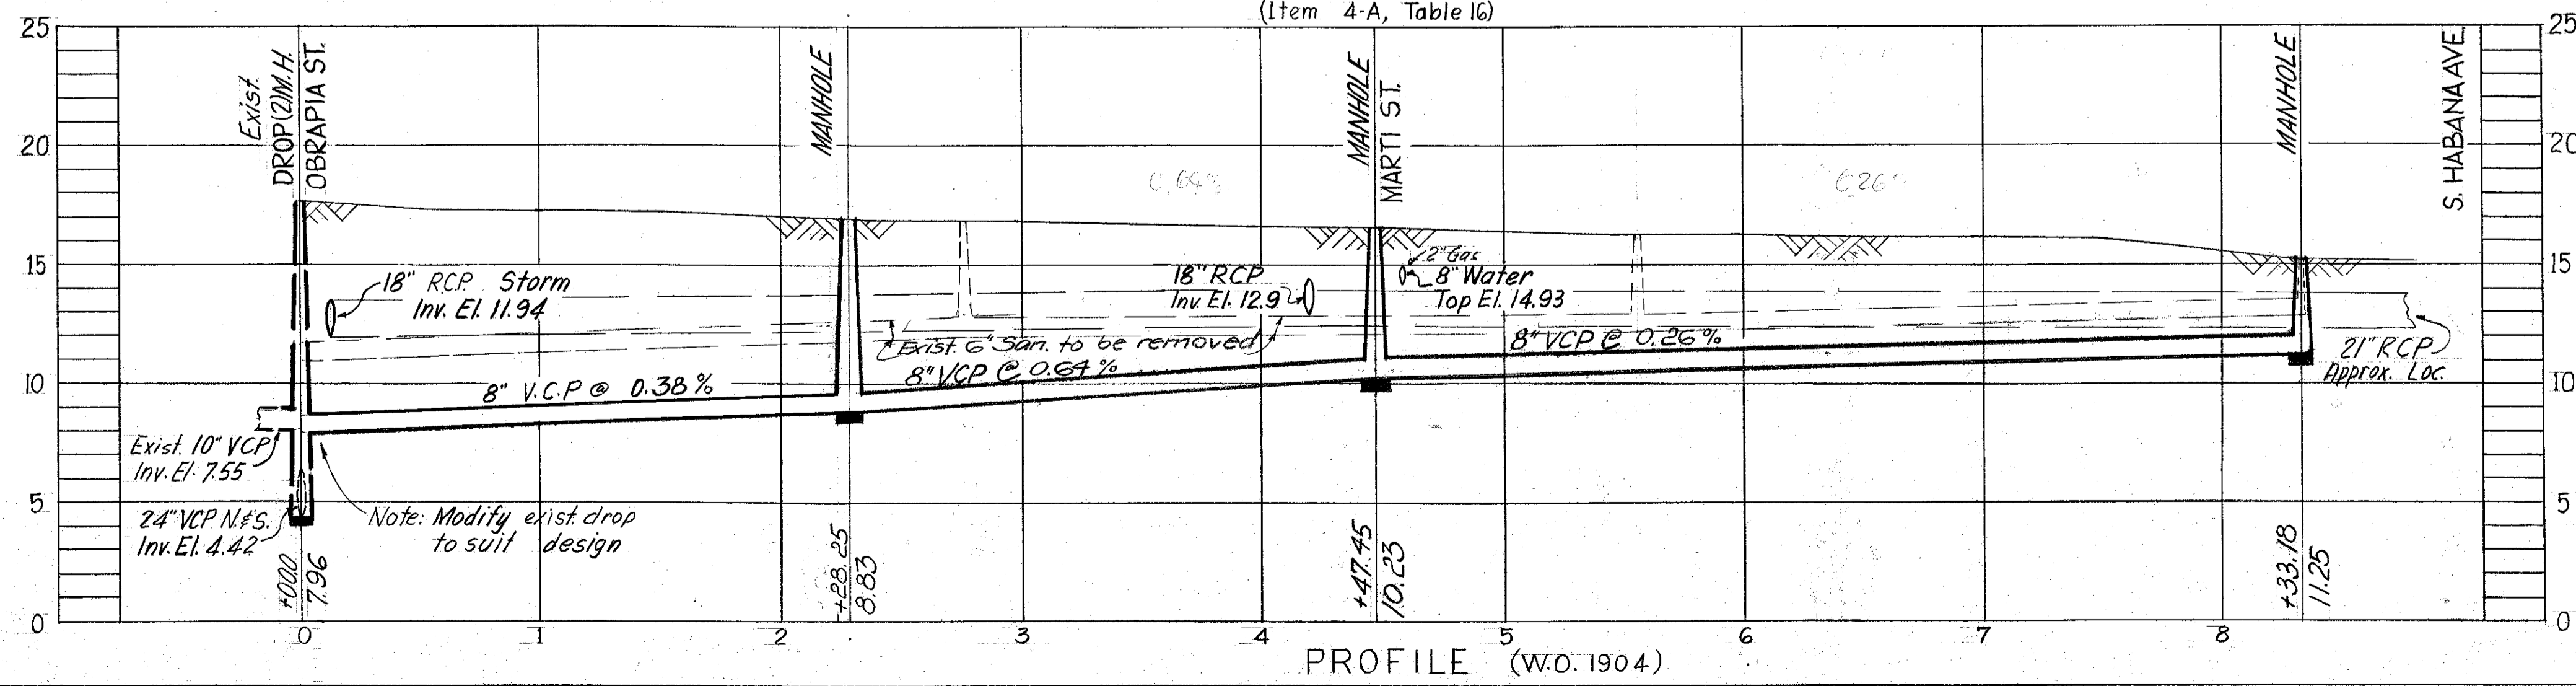 (Item 4-A, Table 16)
25
25
20
20
15
15
10
10
5
5
0
0
Exist.
DROP(2)M.H.
OBRAPIA ST.
MANHOLE
MANHOLE
MARTI ST.
MANHOLE
S. HABANA AVE
0.64%
0.26%
18" R.C.P. Storm
Inv. El. 11.94
18" RCP
Inv. El. 12.9
2" Gas
8" Water
Top El. 14.93
Exist. 6" San. to be removed
8" V.C.P @ 0.38%
8" VCP @ 0.64%
8" VCP @ 0.26%
21" RCP
Approx. Loc.
Exist. 10" VCP
Inv. El. 7.55
24" VCP N.&S.
Inv. El. 4.42
Note: Modify exist. drop
to suit design
+00.0
7.96
+28.25
8.83
+47.45
10.23
+33.18
11.25
0 1 2 3 4 5 6 7 8
PROFILE (W.O. 1904)